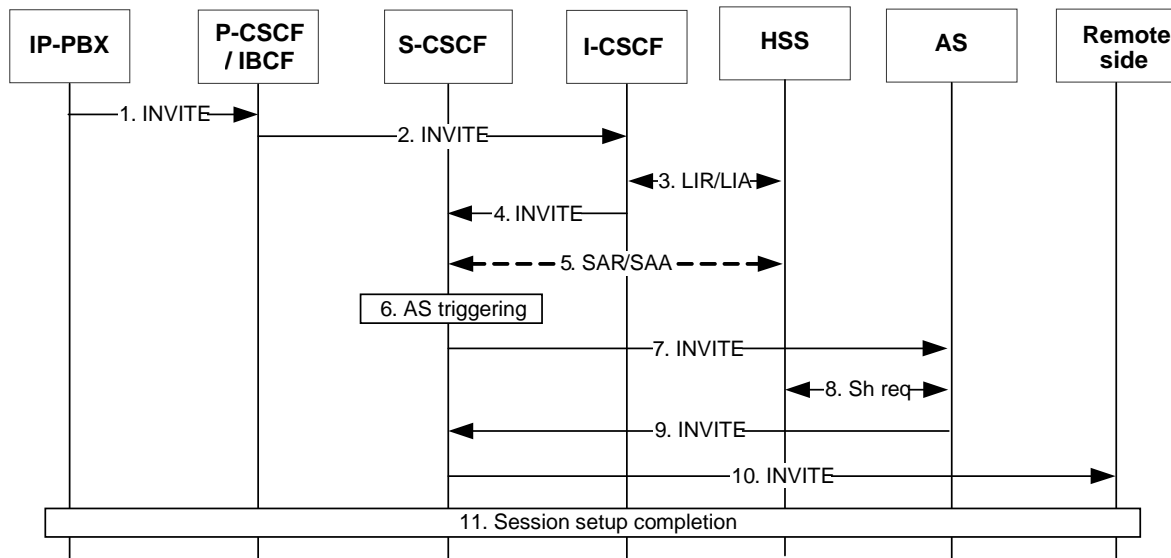 IP-PBX
P-CSCF
/ IBCF
S-CSCF
I-CSCF
HSS
AS
Remote
side
1. INVITE
2. INVITE
3. LIR/LIA
4. INVITE
5. SAR/SAA
6. AS triggering
7. INVITE
8. Sh req
9. INVITE
10. INVITE
11. Session setup completion